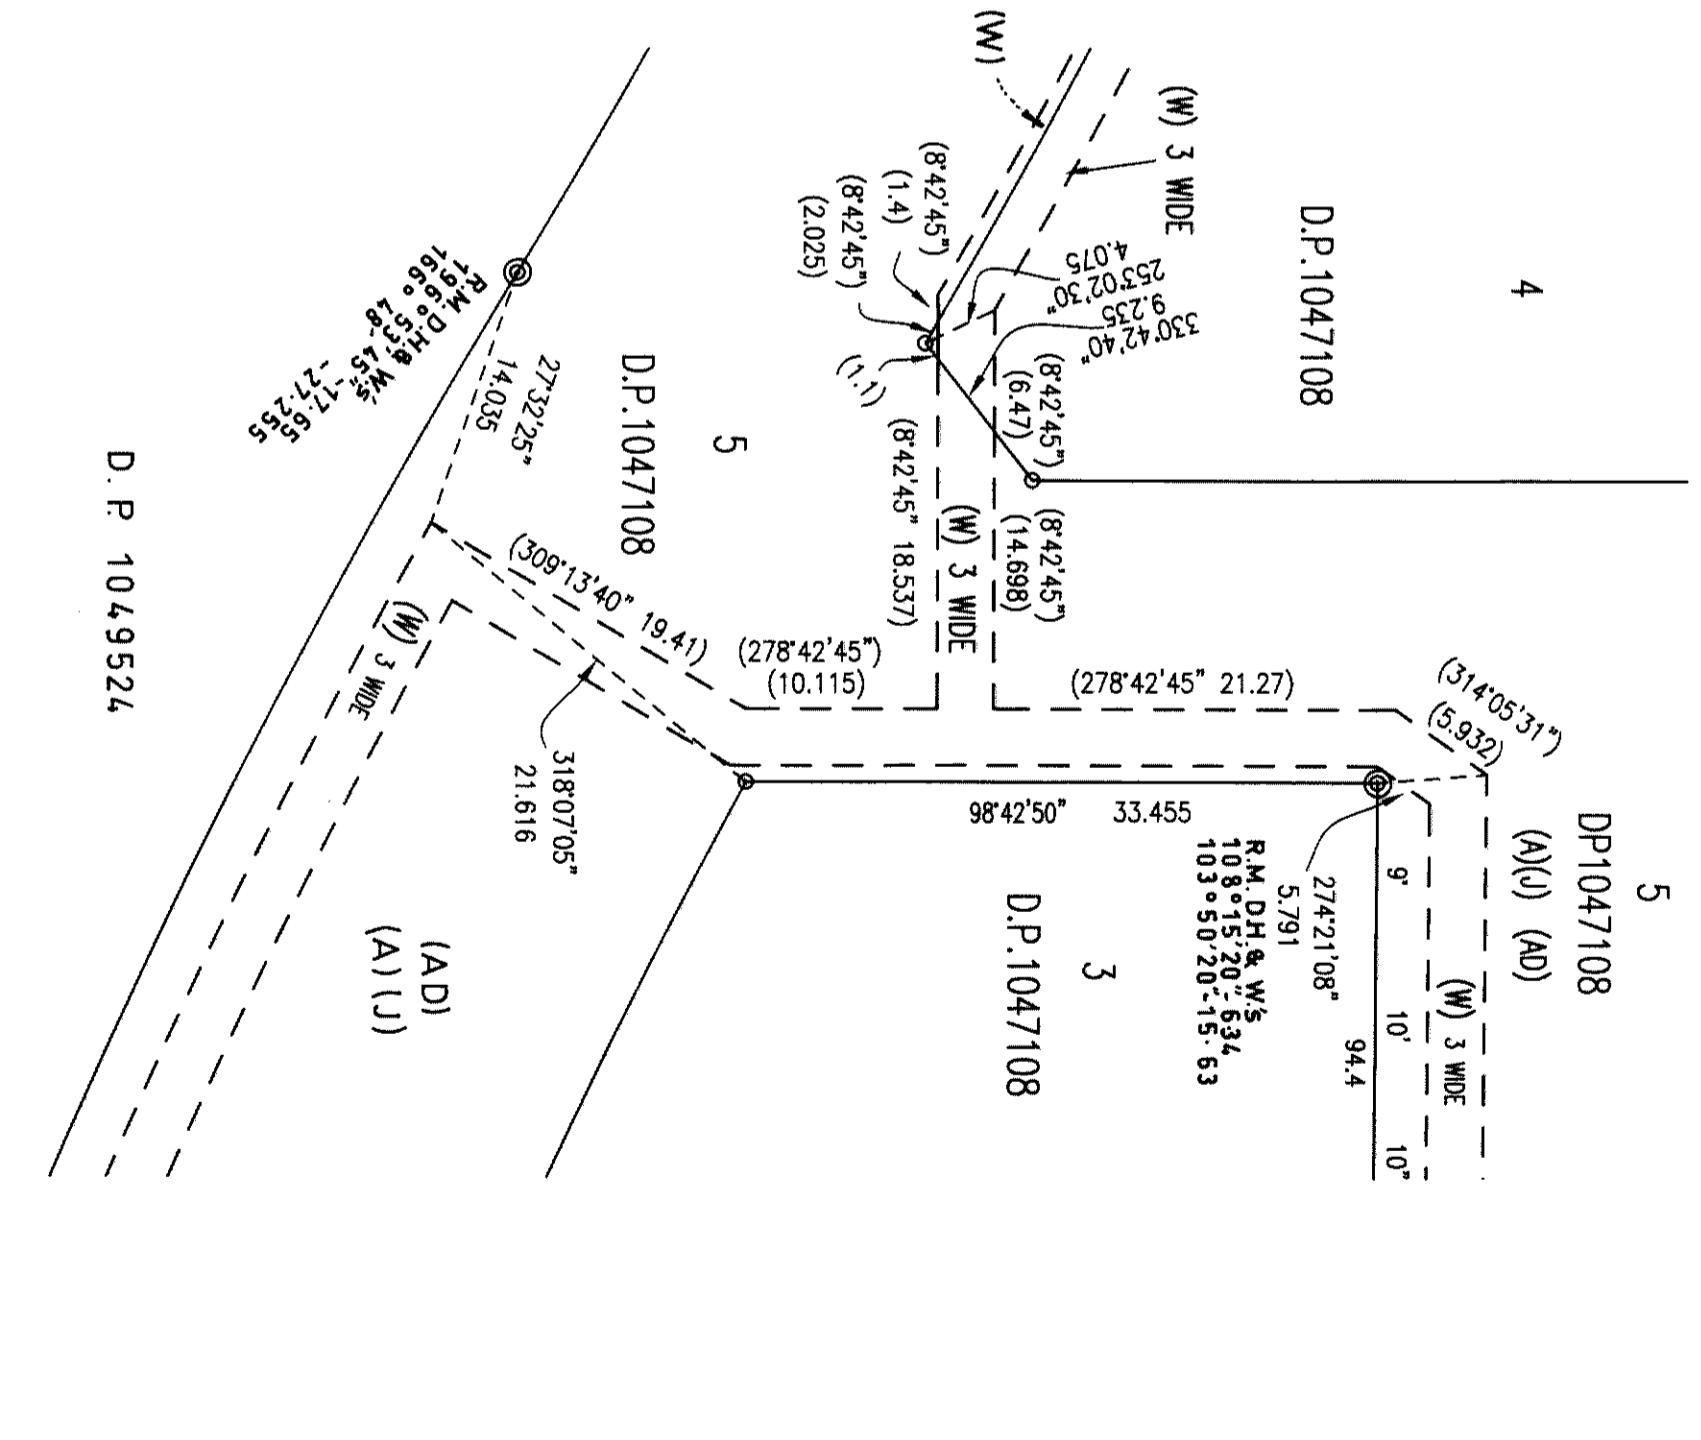 (W)
(W) 3 WIDE
D.P.1047108
4
(8°42'45")
(1.4)
(8°42'45")
(2.025)
253°02'30"
4.075
330°42'40"
9.235
(1.1)
(8°42'45")
(6.47)
(8°42'45" 18.537)
(W) 3 WIDE
(8°42'45")
(14.698)
5
D.P.1047108
27°32'25"
14.035
R.M. D.H.& W.'s
196° 53' 45"-17.65
166° 48' -27.255
D.P. 1049524
(309°13'40" 19.41)
(278°42'45")
(10.115)
(278°42'45" 21.27)
(314°05'31")
(5.932)
(W) 3 WIDE
318°07'05"
21.616
98°42'50" 33.455
R.M. D.H. & W.'s
108°15'20"-6.34
103°50'20"-15.63
274°21'08"
5.791
94.4
9' 10' 10"
(W) 3 WIDE
5
DP1047108
(A)(J) (AD)
3
D.P.1047108
(AD)
(A)(J)